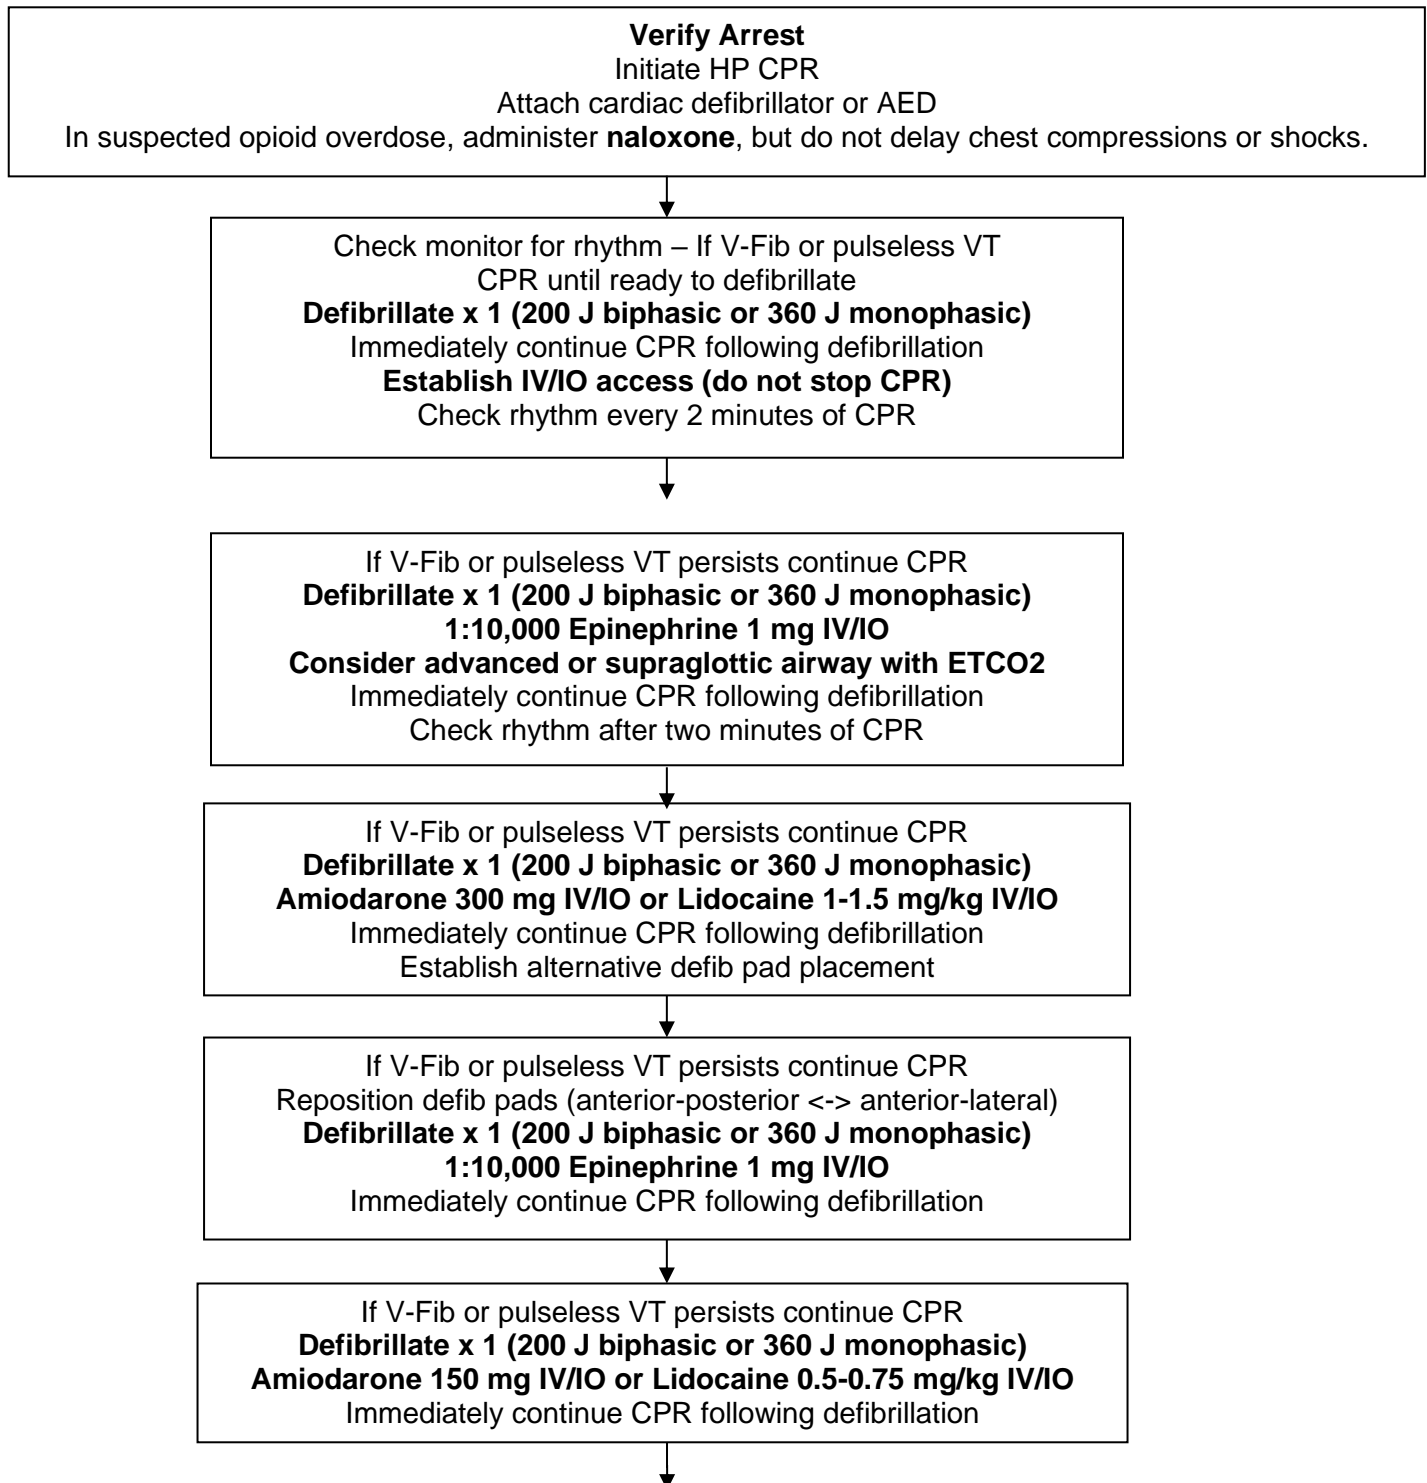 Verify Arrest
Initiate HP CPR
Attach cardiac defibrillator or AED
In suspected opioid overdose, administer naloxone, but do not delay chest compressions or shocks.
Check monitor for rhythm – If V-Fib or pulseless VT
CPR until ready to defibrillate
Defibrillate x 1 (200 J biphasic or 360 J monophasic)
Immediately continue CPR following defibrillation
Establish IV/IO access (do not stop CPR)
Check rhythm every 2 minutes of CPR
If V-Fib or pulseless VT persists continue CPR
Defibrillate x 1 (200 J biphasic or 360 J monophasic)
1:10,000 Epinephrine 1 mg IV/IO
Consider advanced or supraglottic airway with ETCO2
Immediately continue CPR following defibrillation
Check rhythm after two minutes of CPR
If V-Fib or pulseless VT persists continue CPR
Defibrillate x 1 (200 J biphasic or 360 J monophasic)
Amiodarone 300 mg IV/IO or Lidocaine 1-1.5 mg/kg IV/IO
Immediately continue CPR following defibrillation
Establish alternative defib pad placement
If V-Fib or pulseless VT persists continue CPR
Reposition defib pads (anterior-posterior <-> anterior-lateral)
Defibrillate x 1 (200 J biphasic or 360 J monophasic)
1:10,000 Epinephrine 1 mg IV/IO
Immediately continue CPR following defibrillation
If V-Fib or pulseless VT persists continue CPR
Defibrillate x 1 (200 J biphasic or 360 J monophasic)
Amiodarone 150 mg IV/IO or Lidocaine 0.5-0.75 mg/kg IV/IO
Immediately continue CPR following defibrillation